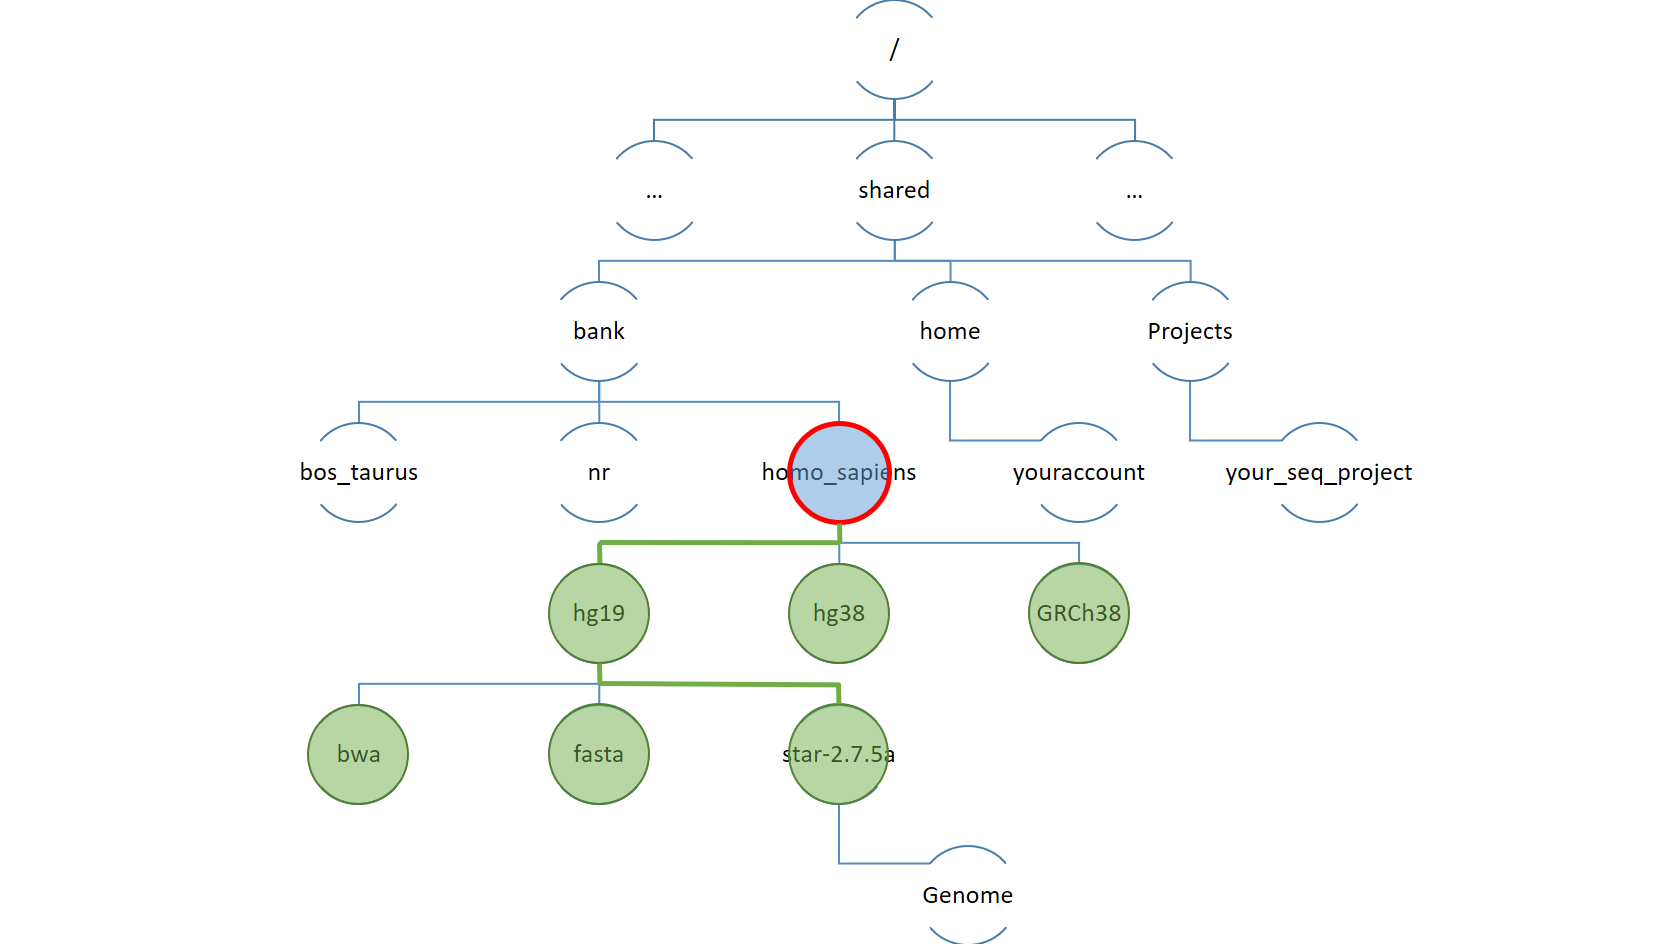 /
...
shared
...
bank
home
Projects
bos_taurus
nr
homo_sapiens
youraccount
your_seq_project
hg19
hg38
GRCh38
bwa
fasta
star-2.7.5a
Genome